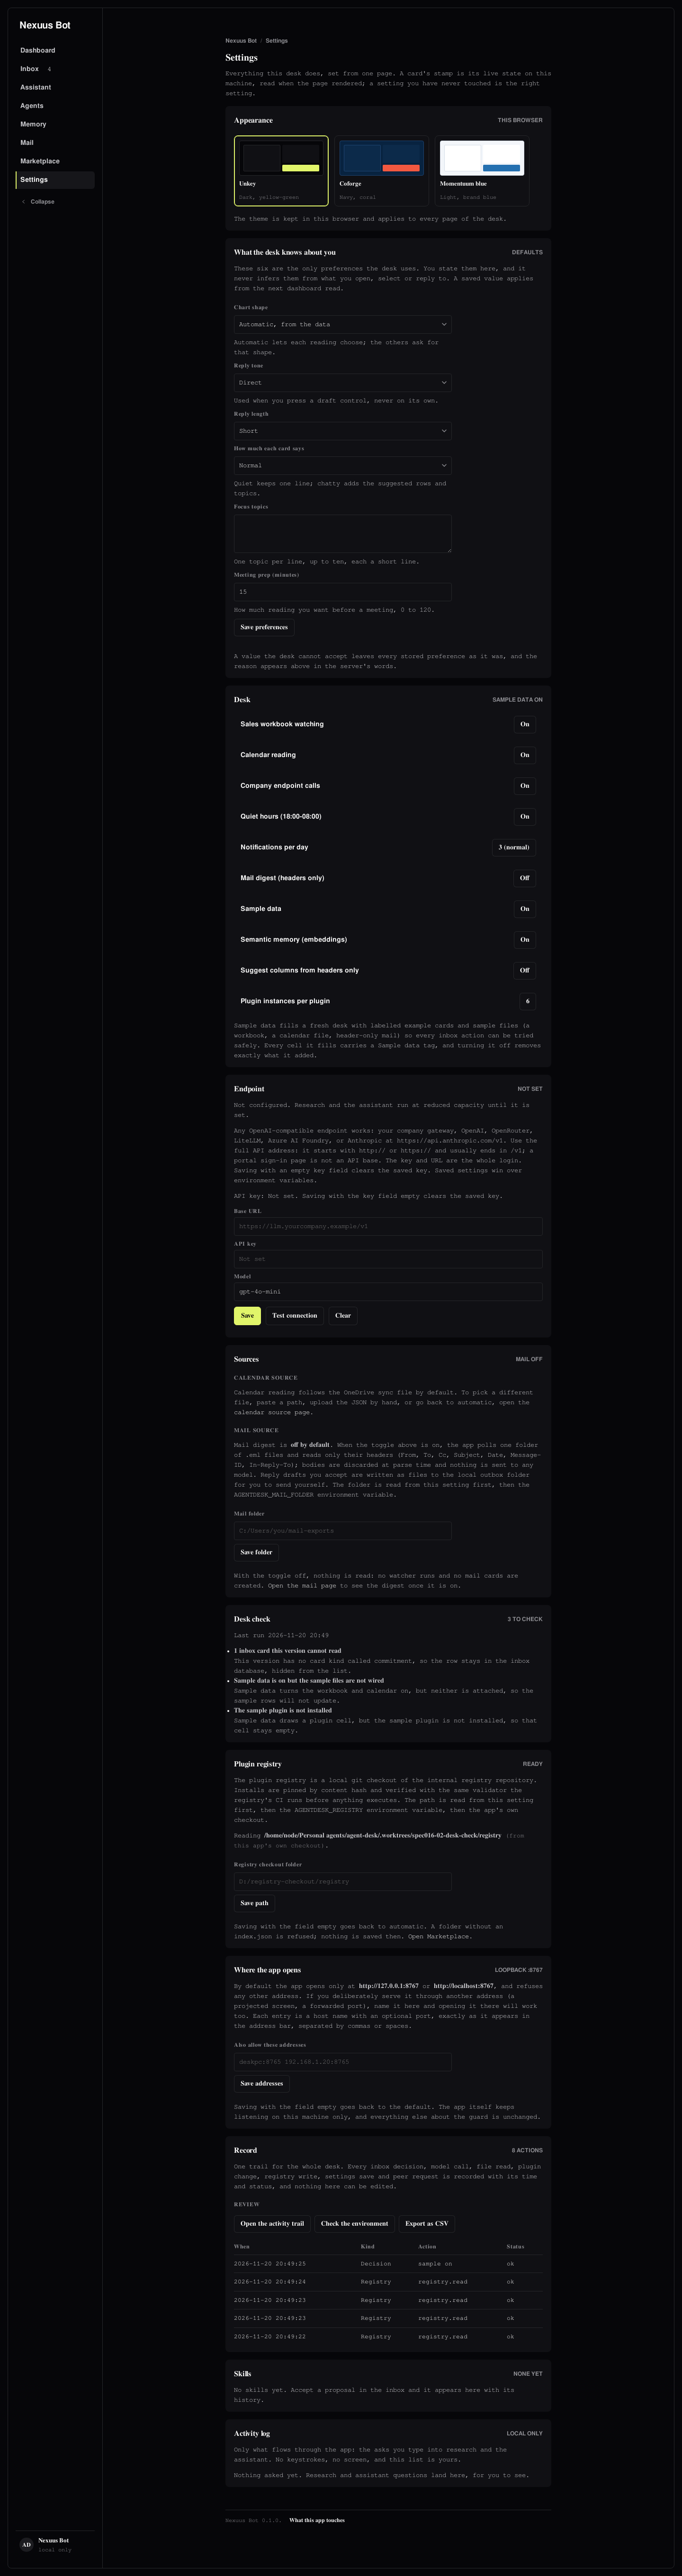 Nexuus Bot
Dashboard
Inbox 4
Assistant
Agents
Memory
Mail
Marketplace
Settings
Collapse
Nexuus Bot / Settings
Settings
Everything this desk does, set from one page. A card's stamp is its live state on this
machine, read when the page rendered; a setting you have never touched is the right
setting.
Appearance
THIS BROWSER
Unkey
Dark, yellow-green
Coforge
Navy, coral
Momentuum blue
Light, brand blue
The theme is kept in this browser and applies to every page of the desk.
What the desk knows about you
DEFAULTS
These six are the only preferences the desk uses. You state them here, and it
never infers them from what you open, select or reply to. A saved value applies
from the next dashboard read.
Chart shape
Automatic, from the data
Automatic lets each reading choose; the others ask for
that shape.
Reply tone
Direct
Used when you press a draft control, never on its own.
Reply length
Short
How much each card says
Normal
Quiet keeps one line; chatty adds the suggested rows and
topics.
Focus topics
One topic per line, up to ten, each a short line.
Meeting prep (minutes)
15
How much reading you want before a meeting, 0 to 120.
Save preferences
A value the desk cannot accept leaves every stored preference as it was, and the
reason appears above in the server's words.
Desk
SAMPLE DATA ON
Sales workbook watching
On
Calendar reading
On
Company endpoint calls
On
Quiet hours (18:00-08:00)
On
Notifications per day
3 (normal)
Mail digest (headers only)
Off
Sample data
On
Semantic memory (embeddings)
On
Suggest columns from headers only
Off
Plugin instances per plugin
6
Sample data fills a fresh desk with labelled example cards and sample files (a
workbook, a calendar file, header-only mail) so every inbox action can be tried
safely. Every cell it fills carries a Sample data tag, and turning it off removes
exactly what it added.
Endpoint
NOT SET
Not configured. Research and the assistant run at reduced capacity until it is
set.
Any OpenAI-compatible endpoint works: your company gateway, OpenAI, OpenRouter,
LiteLLM, Azure AI Foundry, or Anthropic at https://api.anthropic.com/v1. Use the
full API address: it starts with http:// or https:// and usually ends in /v1; a
portal sign-in page is not an API base. The key and URL are the whole login.
Saving with an empty key field clears the saved key. Saved settings win over
environment variables.
API key: Not set. Saving with the key field empty clears the saved key.
Base URL
https://llm.yourcompany.example/v1
API key
Not set
Model
gpt-4o-mini
Save
Test connection
Clear
Sources
MAIL OFF
CALENDAR SOURCE
Calendar reading follows the OneDrive sync file by default. To pick a different
file, paste a path, upload the JSON by hand, or go back to automatic, open the
calendar source page.
MAIL SOURCE
Mail digest is off by default. When the toggle above is on, the app polls one folder
of .eml files and reads only their headers (From, To, Cc, Subject, Date, Message-
ID, In-Reply-To); bodies are discarded at parse time and nothing is sent to any
model. Reply drafts you accept are written as files to the local outbox folder
for you to send yourself. The folder is read from this setting first, then the
AGENTDESK_MAIL_FOLDER environment variable.
Mail folder
C:/Users/you/mail-exports
Save folder
With the toggle off, nothing is read: no watcher runs and no mail cards are
created. Open the mail page to see the digest once it is on.
Desk check
3 TO CHECK
Last run 2026-11-20 20:49
1 inbox card this version cannot read
This version has no card kind called commitment, so the row stays in the inbox
database, hidden from the list.
Sample data is on but the sample files are not wired
Sample data turns the workbook and calendar on, but neither is attached, so the
sample rows will not update.
The sample plugin is not installed
Sample data draws a plugin cell, but the sample plugin is not installed, so that
cell stays empty.
Plugin registry
READY
The plugin registry is a local git checkout of the internal registry repository.
Installs are pinned by content hash and verified with the same validator the
registry's CI runs before anything executes. The path is read from this setting
first, then the AGENTDESK_REGISTRY environment variable, then the app's own
checkout.
Reading /home/node/Personal agents/agent-desk/.worktrees/spec016-02-desk-check/registry (from
this app's own checkout).
Registry checkout folder
D:/registry-checkout/registry
Save path
Saving with the field empty goes back to automatic. A folder without an
index.json is refused; nothing is saved then. Open Marketplace.
Where the app opens
LOOPBACK :8767
By default the app opens only at http://127.0.0.1:8767 or http://localhost:8767, and refuses
any other address. If you deliberately serve it through another address (a
projected screen, a forwarded port), name it here and opening it there will work
too. Each entry is a host name with an optional port, exactly as it appears in
the address bar, separated by commas or spaces.
Also allow these addresses
deskpc:8765 192.168.1.20:8765
Save addresses
Saving with the field empty goes back to the default. The app itself keeps
listening on this machine only, and everything else about the guard is unchanged.
Record
8 ACTIONS
One trail for the whole desk. Every inbox decision, model call, file read, plugin
change, registry write, settings save and peer request is recorded with its time
and status, and nothing here can be edited.
REVIEW
Open the activity trail
Check the environment
Export as CSV
When Kind Action Status
2026-11-20 20:49:25 Decision sample on ok
2026-11-20 20:49:24 Registry registry.read ok
2026-11-20 20:49:23 Registry registry.read ok
2026-11-20 20:49:23 Registry registry.read ok
2026-11-20 20:49:22 Registry registry.read ok
Skills
NONE YET
No skills yet. Accept a proposal in the inbox and it appears here with its
history.
Activity log
LOCAL ONLY
Only what flows through the app: the asks you type into research and the
assistant. No keystrokes, no screen, and this list is yours.
Nothing asked yet. Research and assistant questions land here, for you to see.
Nexuus Bot 0.1.0. What this app touches
AD
Nexuus Bot
local only